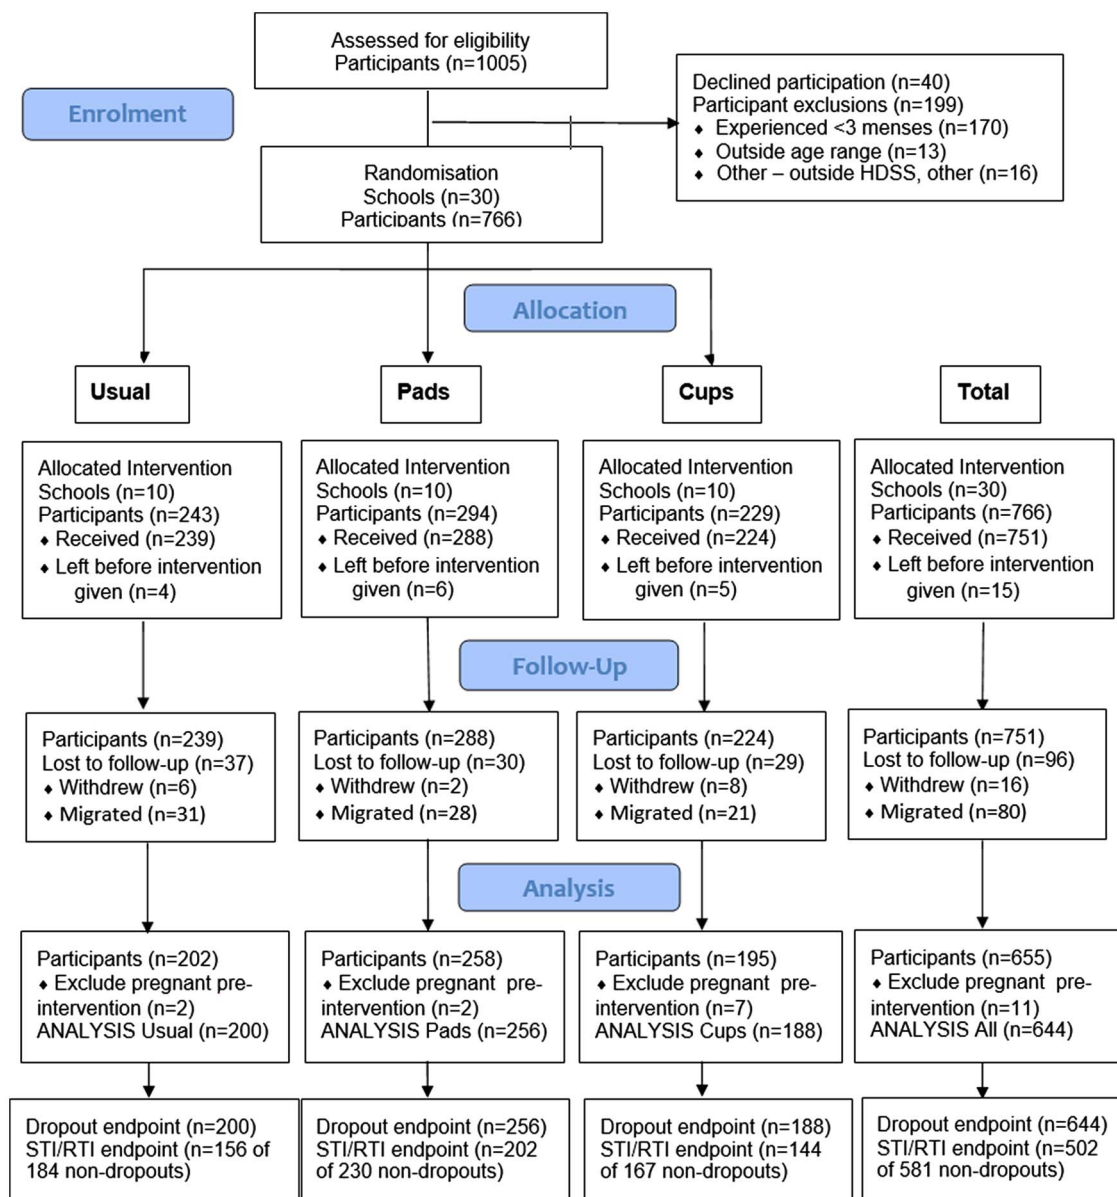 Assessed for eligibility
Participants (n=1005)
Enrolment
Declined participation (n=40)
Participant exclusions (n=199)
♦ Experienced <3 menses (n=170)
♦ Outside age range (n=13)
♦ Other – outside HDSS, other (n=16)
Randomisation
Schools (n=30)
Participants (n=766)
Allocation
Usual
Pads
Cups
Total
Allocated Intervention
Schools (n=10)
Participants (n=243)
♦ Received (n=239)
♦ Left before intervention
given (n=4)
Allocated Intervention
Schools (n=10)
Participants (n=294)
♦ Received (n=288)
♦ Left before intervention
given (n=6)
Allocated Intervention
Schools (n=10)
Participants (n=229)
♦ Received (n=224)
♦ Left before intervention
given (n=5)
Allocated Intervention
Schools (n=30)
Participants (n=766)
♦ Received (n=751)
♦ Left before intervention
given (n=15)
Follow-Up
Participants (n=239)
Lost to follow-up (n=37)
♦ Withdrew (n=6)
♦ Migrated (n=31)
Participants (n=288)
Lost to follow-up (n=30)
♦ Withdrew (n=2)
♦ Migrated (n=28)
Participants (n=224)
Lost to follow-up (n=29)
♦ Withdrew (n=8)
♦ Migrated (n=21)
Participants (n=751)
Lost to follow-up (n=96)
♦ Withdrew (n=16)
♦ Migrated (n=80)
Analysis
Participants (n=202)
♦ Exclude pregnant pre-
intervention (n=2)
ANALYSIS Usual (n=200)
Participants (n=258)
♦ Exclude pregnant pre-
intervention (n=2)
ANALYSIS Pads (n=256)
Participants (n=195)
♦ Exclude pregnant pre-
intervention (n=7)
ANALYSIS Cups (n=188)
Participants (n=655)
♦ Exclude pregnant pre-
intervention (n=11)
ANALYSIS All (n=644)
Dropout endpoint (n=200)
STI/RTI endpoint (n=156 of
184 non-dropouts)
Dropout endpoint (n=256)
STI/RTI endpoint (n=202
of 230 non-dropouts)
Dropout endpoint (n=188)
STI/RTI endpoint (n=144
of 167 non-dropouts)
Dropout endpoint (n=644)
STI/RTI endpoint (n=502
of 581 non-dropouts)